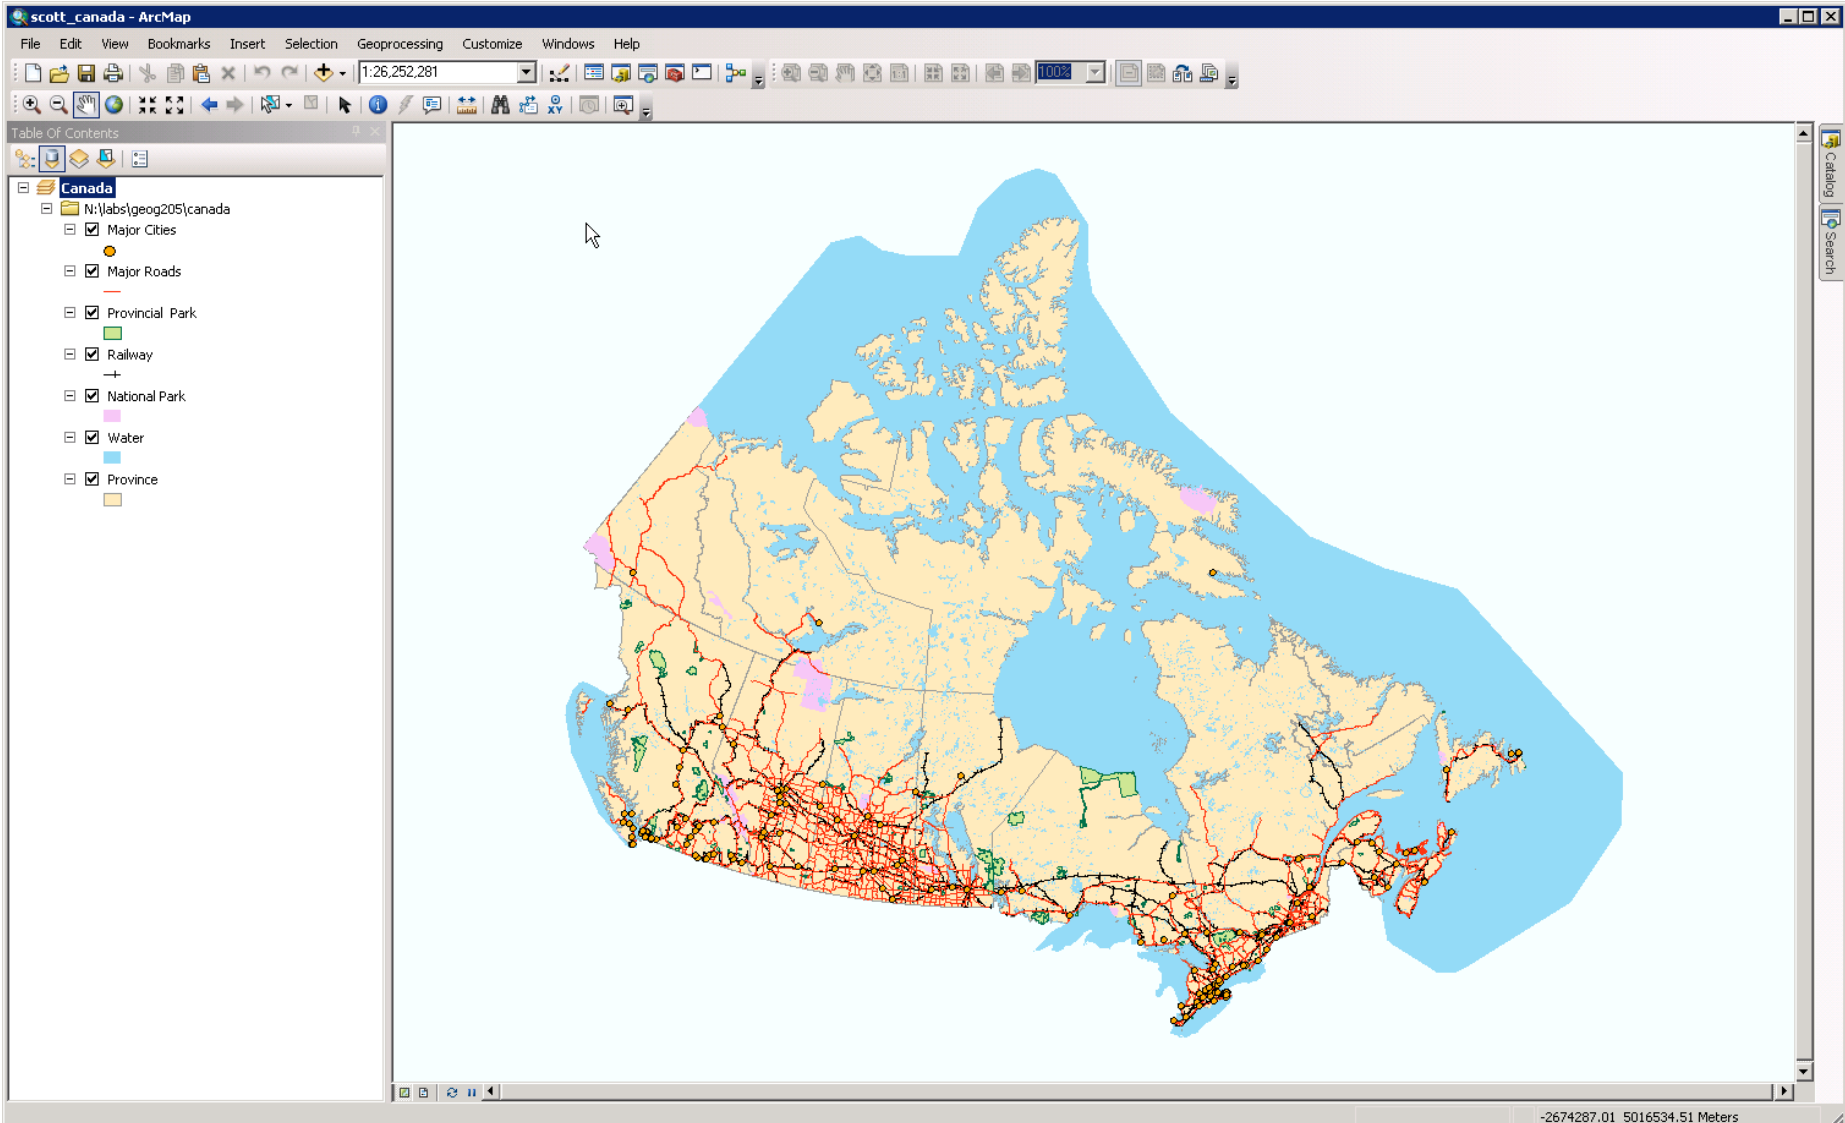 scott_canada - ArcMap
File Edit View Bookmarks Insert Selection Geoprocessing Customize Windows Help
1:26,252,281
100%
Table Of Contents
Canada
N:\labs\geog205\canada
Major Cities
Major Roads
Provincial Park
Railway
National Park
Water
Province
Catalog
Search
-2674287.01 5016534.51 Meters